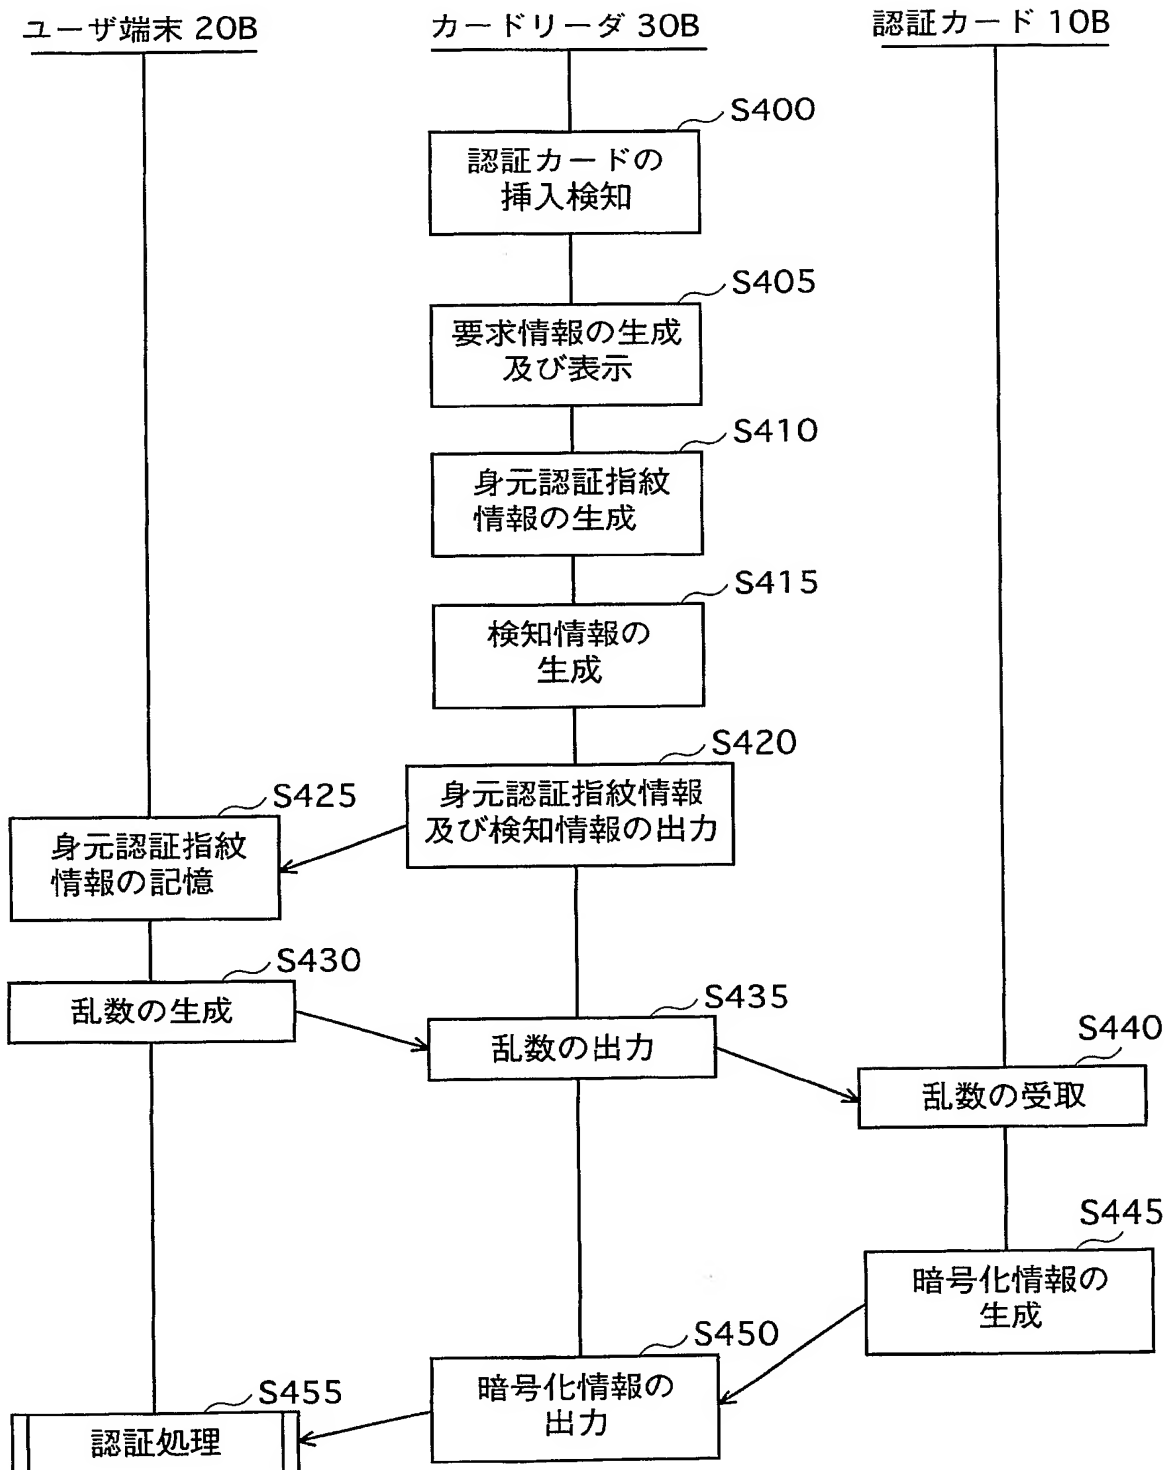 ユーザ端末 20B
カードリーダ 30B
認証カード 10B
S400
認証カードの
挿入検知
S405
要求情報の生成
及び表示
S410
身元認証指紋
情報の生成
S415
検知情報の
生成
S420
身元認証指紋情報
及び検知情報の出力
S425
身元認証指紋
情報の記憶
S430
乱数の生成
S435
乱数の出力
S440
乱数の受取
S445
暗号化情報の
生成
S450
暗号化情報の
出力
S455
認証処理